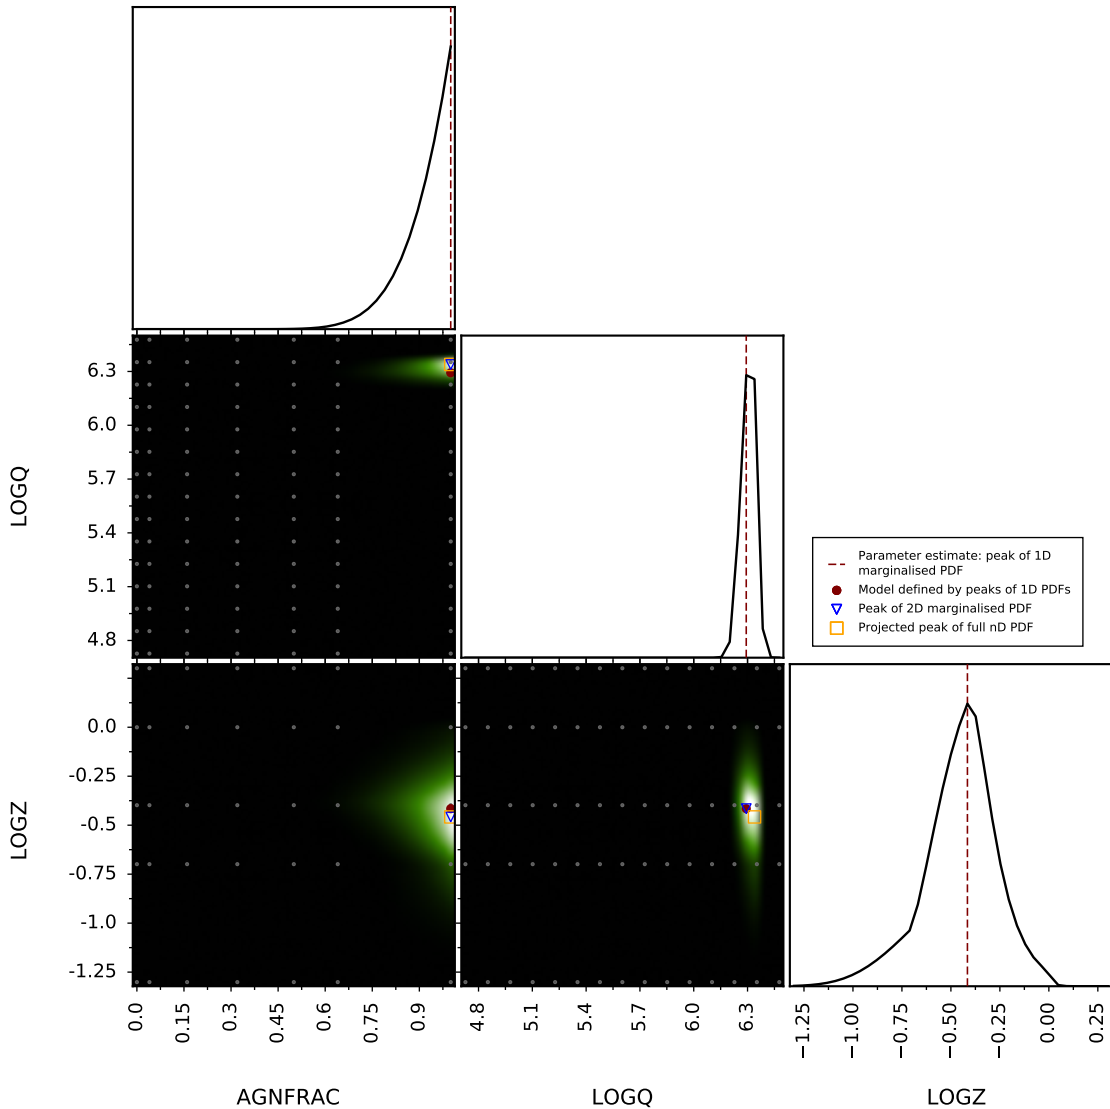 6.3
6.0
5.7
5.4
5.1
4.8
LOGQ
Parameter estimate: peak of 1D
marginalised PDF
Model defined by peaks of 1D PDFs
Peak of 2D marginalised PDF
Projected peak of full nD PDF
0.0
-0.25
-0.5
-0.75
-1.0
-1.25
LOGZ
0.0 0.15 0.3 0.45 0.6 0.75 0.9
4.8 5.1 5.4 5.7 6.0 6.3
−1.25 −1.00 −0.75 −0.50 −0.25 0.00 0.25
AGNFRAC LOGQ LOGZ